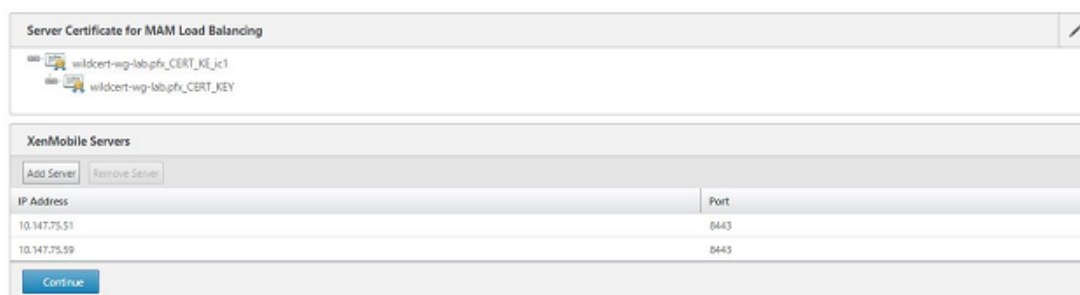 Server Certificate for MAM Load Balancing
wildcert-wg-lab.pfx_CERT_KE_ic1
wildcert-wg-lab.pfx_CERT_KEY
XenMobile Servers
Add Server Remove Server
IP Address Port
10.147.75.51 8443
10.147.75.59 8443
Continue